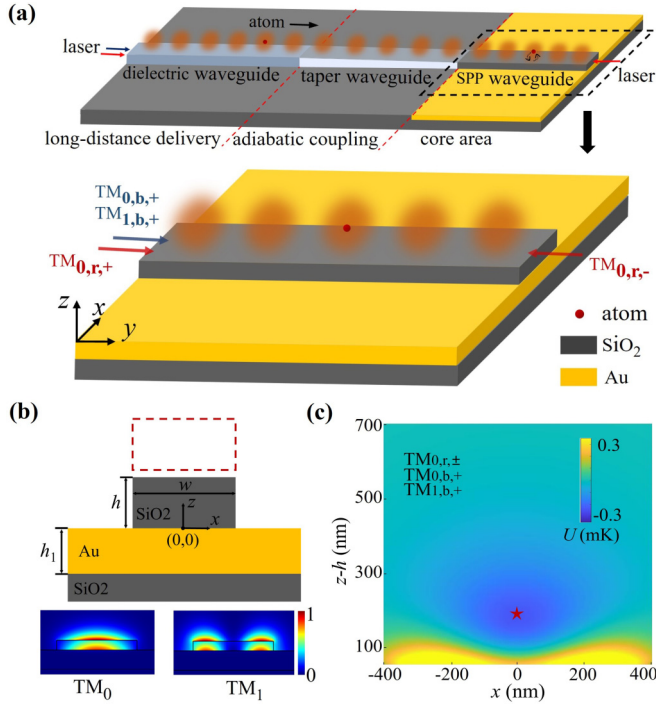 (a)
atom
laser
dielectric waveguide
taper waveguide
SPP waveguide
laser
long-distance delivery
adiabatic coupling
core area
TM0,b,+
TM1,b,+
TM0,r,+
TM0,r,-
z
x
y
atom
SiO2
Au
(b)
h
w
z
SiO2
x
(0,0)
h1
Au
SiO2
1
0
TM0
TM1
(c)
700
500
300
100
z-h (nm)
TM0,r,±
TM0,b,+
TM1,b,+
0.3
-0.3
U (mK)
-400
-200
0
200
400
x (nm)